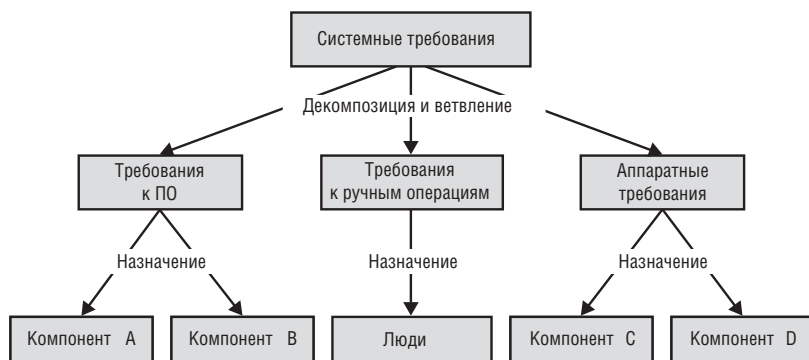 Системные требования
Декомпозиция и ветвление
Требования
к ПО
Требования
к ручным операциям
Аппаратные
требования
Назначение
Назначение
Назначение
Компонент A
Компонент B
Люди
Компонент C
Компонент D